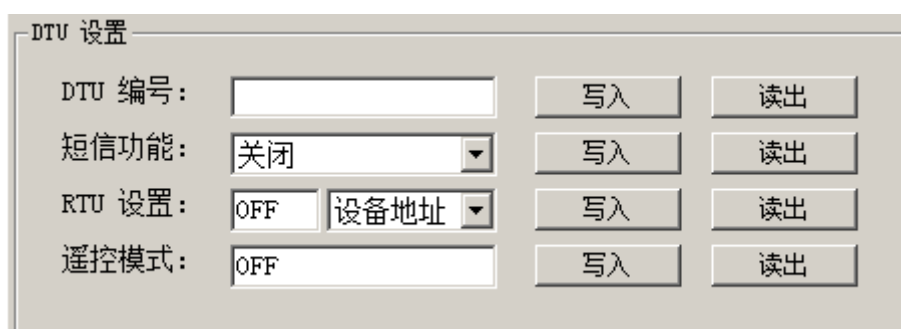 DTU 设置
DTU 编号: 写入 读出
短信功能: 关闭 写入 读出
RTU 设置: OFF 设备地址 写入 读出
遥控模式: OFF 写入 读出